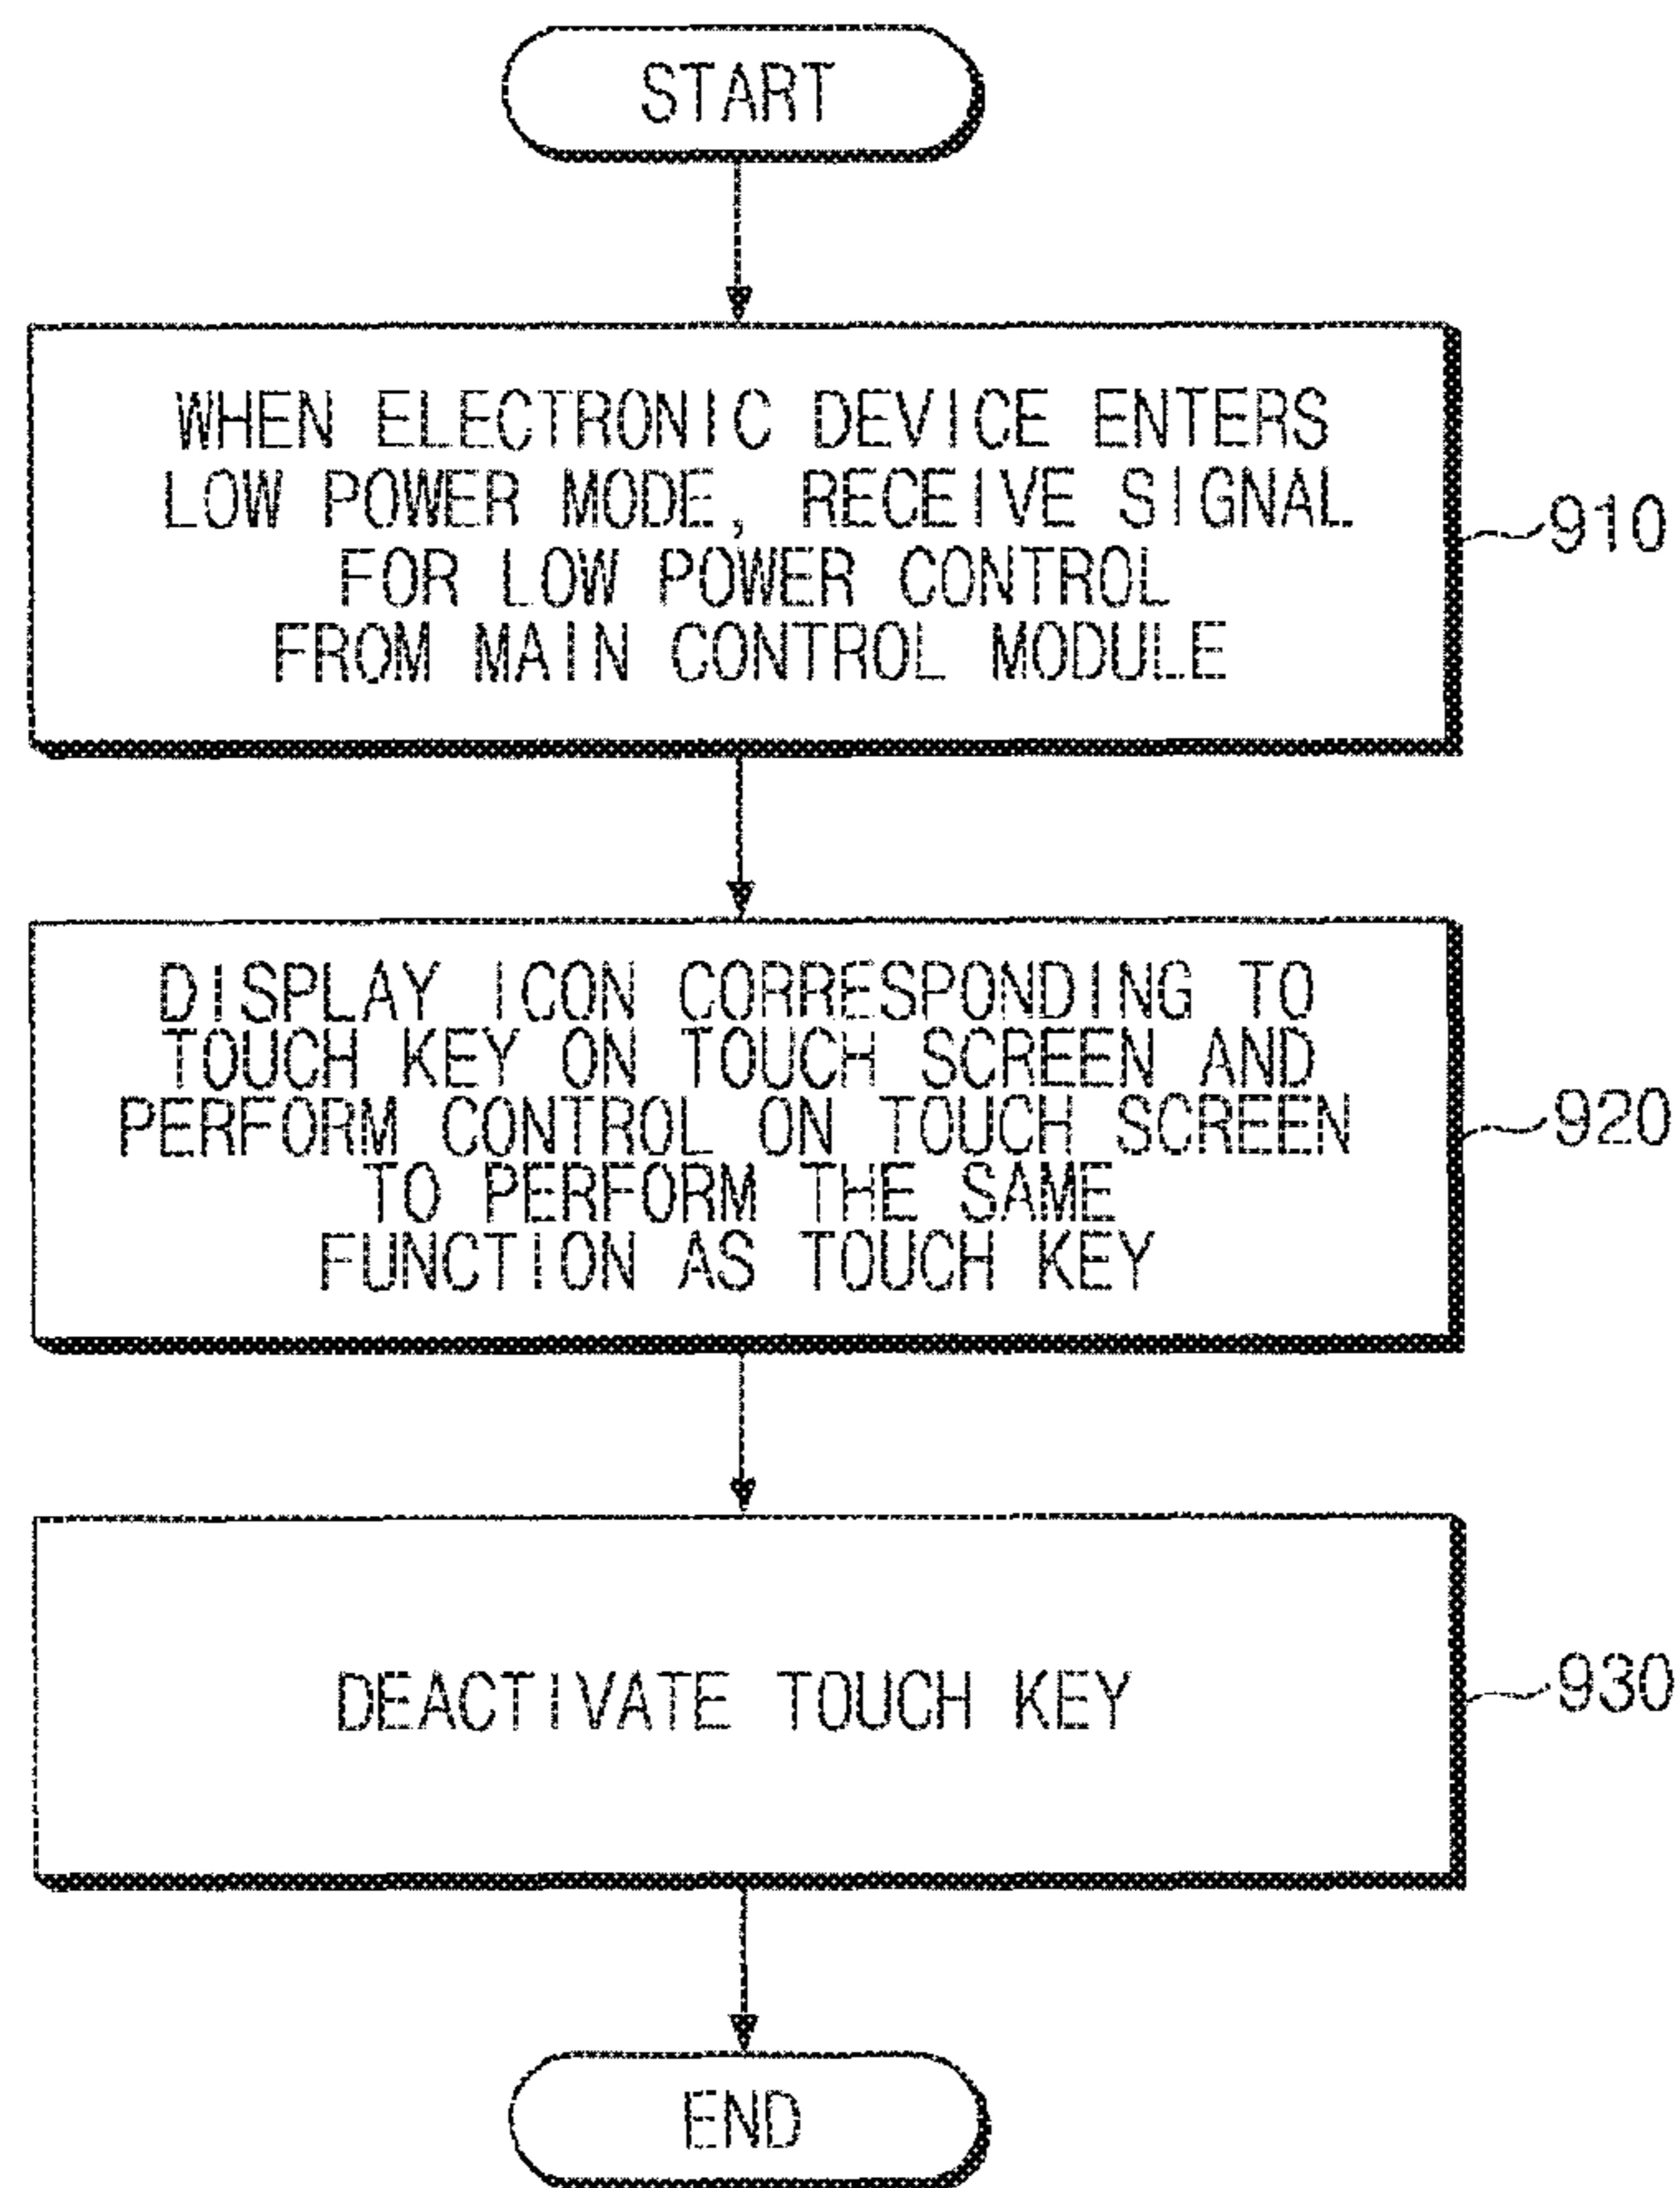 START
WHEN ELECTRONIC DEVICE ENTERS
LOW POWER MODE, RECEIVE SIGNAL
FOR LOW POWER CONTROL
FROM MAIN CONTROL MODULE
910
DISPLAY ICON CORRESPONDING TO
TOUCH KEY ON TOUCH SCREEN AND
PERFORM CONTROL ON TOUCH SCREEN
TO PERFORM THE SAME
FUNCTION AS TOUCH KEY
920
DEACTIVATE TOUCH KEY
930
END